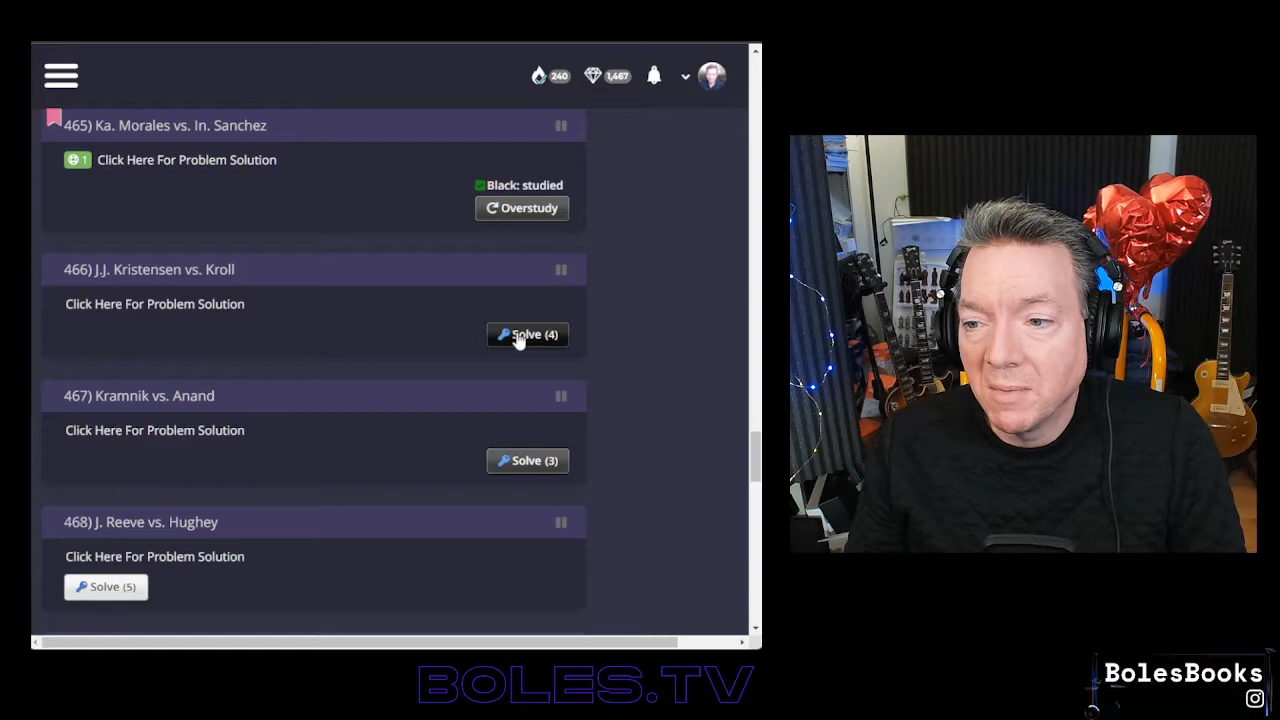 240
1,467
465) Ka. Morales vs. In. Sanchez
1 Click Here For Problem Solution
Black: studied
Overstudy
466) J.J. Kristensen vs. Kroll
Click Here For Problem Solution
Solve (4)
467) Kramnik vs. Anand
Click Here For Problem Solution
Solve (3)
468) J. Reeve vs. Hughey
Click Here For Problem Solution
Solve (5)
BOLES.TV
BolesBooks